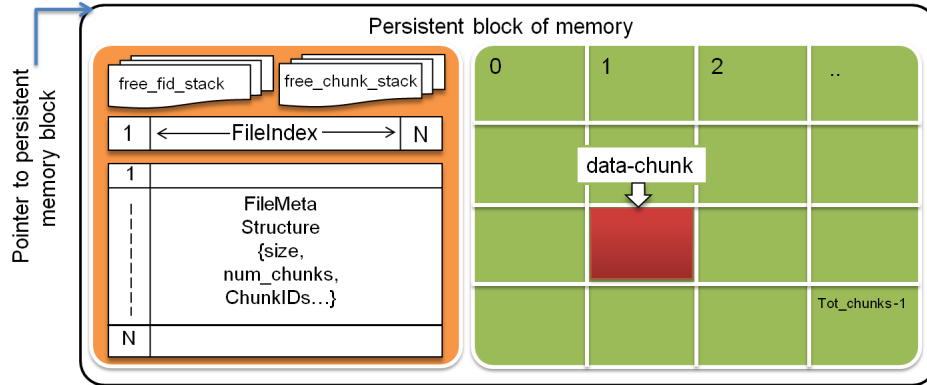 Pointer to persistent
memory block
Persistent block of memory
free_fid_stack
free_chunk_stack
1 FileIndex N
1
FileMeta
Structure
{size,
num_chunks,
ChunkIDs...}
N
0 1 2 ..
data-chunk
Tot_chunks-1